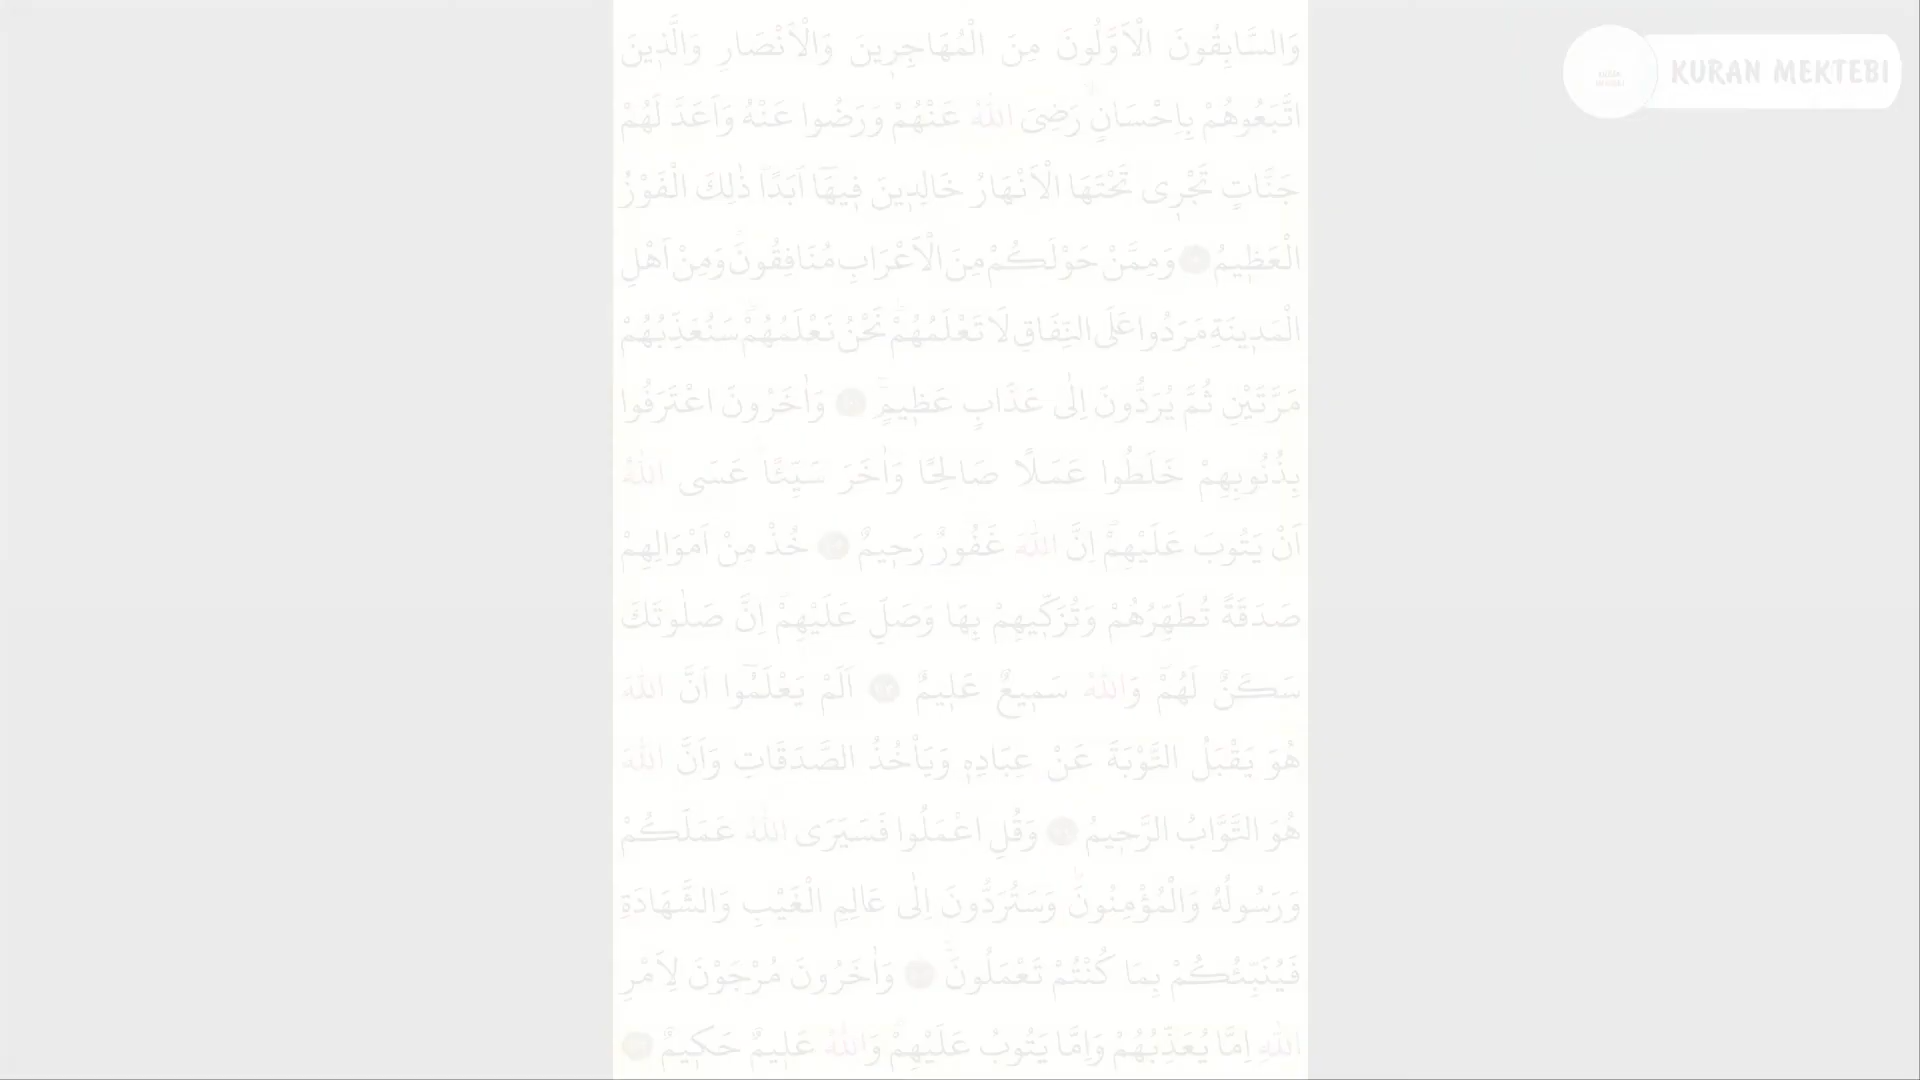 وَالسَّابِقُونَ الْاَوَّلُونَ مِنَ الْمُهَاجِرٖينَ وَالْاَنْصَارِ وَالَّذٖينَ
اتَّبَعُوهُمْ بِاِحْسَانٍۙ رَضِىَ اللّٰهُ عَنْهُمْ وَرَضُوا عَنْهُ وَاَعَدَّ لَهُمْ
جَنَّاتٍ تَجْرٖى تَحْتَهَا الْاَنْهَارُ خَالِدٖينَ فٖيهَٓا اَبَدًاؕ ذٰلِكَ الْفَوْزُ
الْعَظٖيمُ وَمِمَّنْ حَوْلَكُمْ مِنَ الْاَعْرَابِ مُنَافِقُونَۛ وَمِنْ اَهْلِ
الْمَدٖينَةِ مَرَدُوا عَلَى النِّفَاقِ لَا تَعْلَمُهُمْؕ نَحْنُ نَعْلَمُهُمْؕ سَنُعَذِّبُهُمْ
مَرَّتَيْنِ ثُمَّ يُرَدُّونَ اِلٰى عَذَابٍ عَظٖيمٍۚ وَاٰخَرُونَ اعْتَرَفُوا
بِذُنُوبِهِمْ خَلَطُوا عَمَلًا صَالِحًا وَاٰخَرَ سَيِّئًاؕ عَسَى اللّٰهُ
اَنْ يَتُوبَ عَلَيْهِمْؕ اِنَّ اللّٰهَ غَفُورٌ رَحٖيمٌ خُذْ مِنْ اَمْوَالِهِمْ
صَدَقَةً تُطَهِّرُهُمْ وَتُزَكّٖيهِمْ بِهَا وَصَلِّ عَلَيْهِمْؕ اِنَّ صَلٰوتَكَ
سَكَنٌ لَهُمْؕ وَاللّٰهُ سَمٖيعٌ عَلٖيمٌ اَلَمْ يَعْلَمُٓوا اَنَّ اللّٰهَ
هُوَ يَقْبَلُ التَّوْبَةَ عَنْ عِبَادِهٖ وَيَاْخُذُ الصَّدَقَاتِ وَاَنَّ اللّٰهَ
هُوَ التَّوَّابُ الرَّحٖيمُ وَقُلِ اعْمَلُوا فَسَيَرَى اللّٰهُ عَمَلَكُمْ
وَرَسُولُهُ وَالْمُؤْمِنُونَؕ وَسَتُرَدُّونَ اِلٰى عَالِمِ الْغَيْبِ وَالشَّهَادَةِ
فَيُنَبِّئُكُمْ بِمَا كُنْتُمْ تَعْمَلُونَۚ وَاٰخَرُونَ مُرْجَوْنَ لِاَمْرِ
اللّٰهِ اِمَّا يُعَذِّبُهُمْ وَاِمَّا يَتُوبُ عَلَيْهِمْؕ وَاللّٰهُ عَلٖيمٌ حَكٖيمٌ
KURAN MEKTEBI